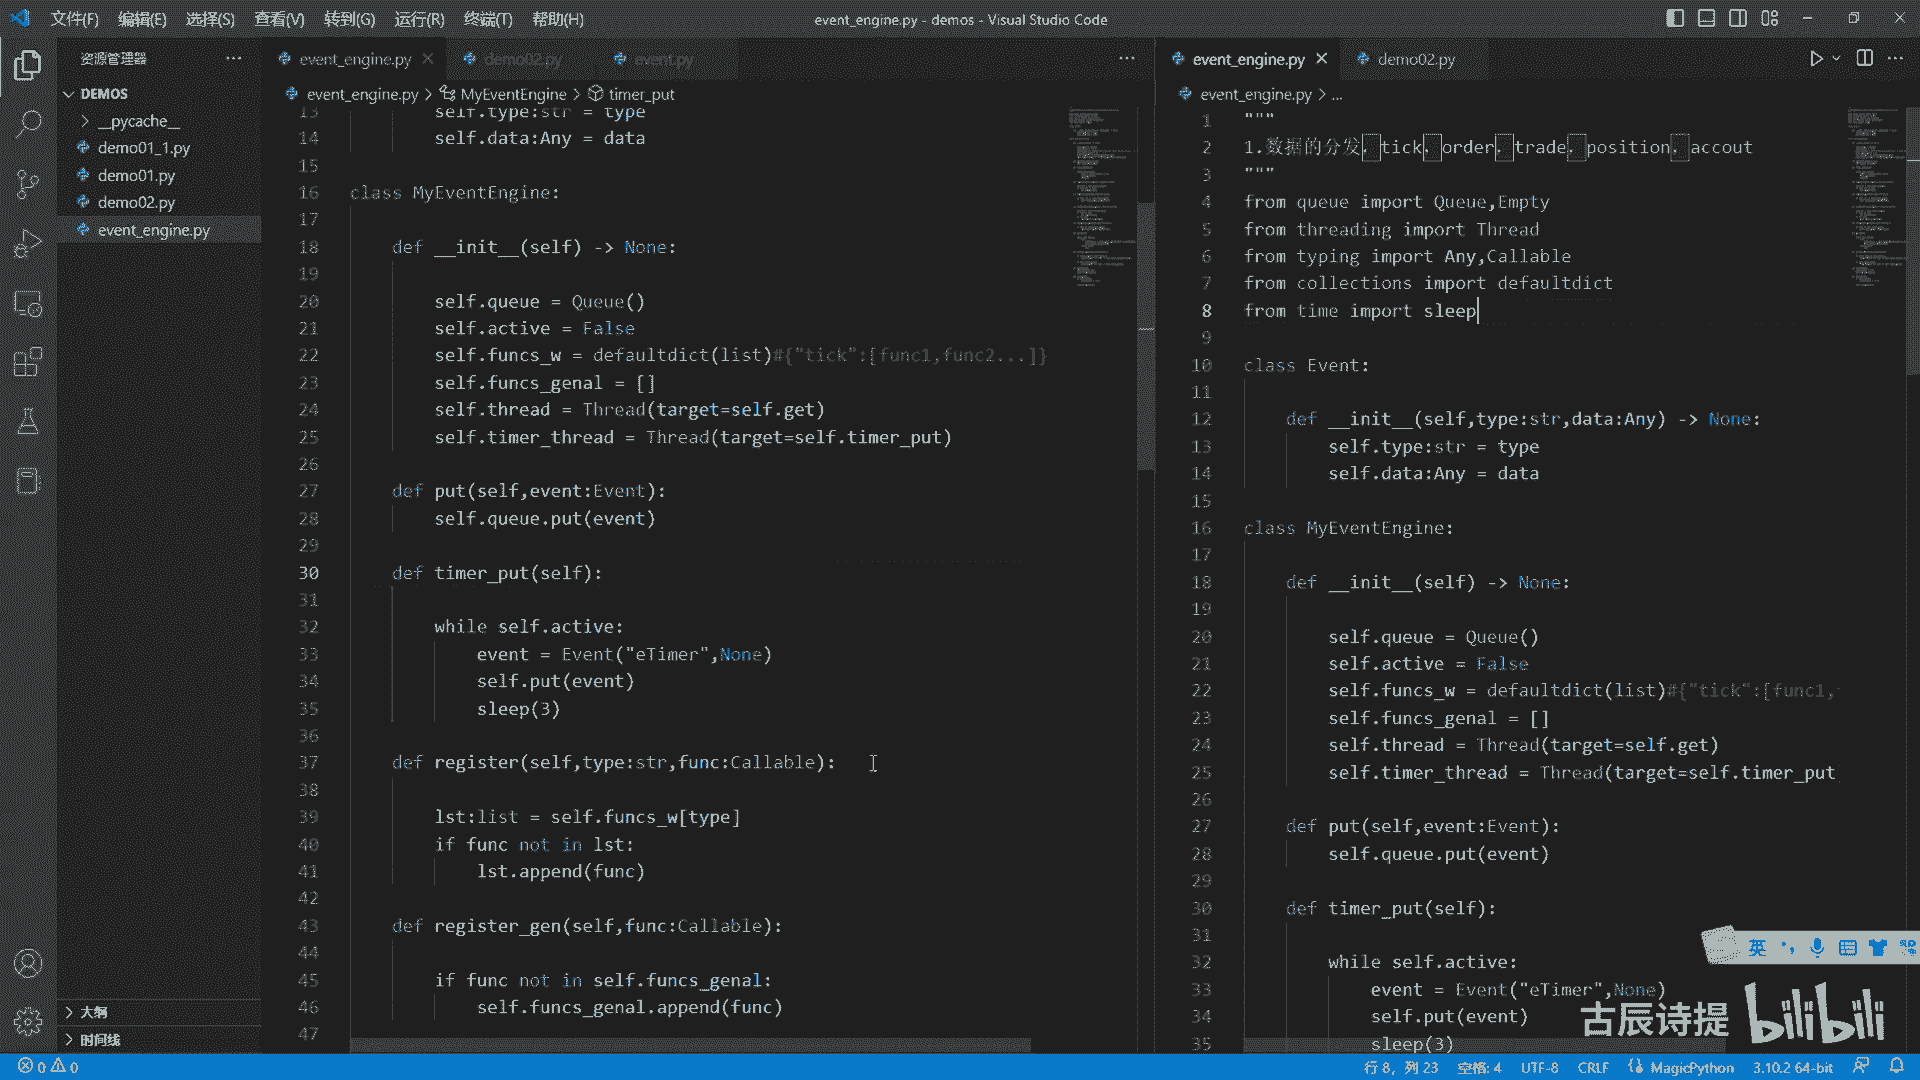 文件(F) 编辑(E) 选择(S) 查看(V) 转到(G) 运行(R) 终端(T) 帮助(H)
event_engine.py - demos - Visual Studio Code
资源管理器
DEMOS
__pycache__
demo01_1.py
demo01.py
demo02.py
event_engine.py
大纲
时间线
event_engine.py demo02.py event.py
event_engine.py > MyEventEngine > timer_put
13 self.type:str = type
14 self.data:Any = data
15
16 class MyEventEngine:
17
18 def __init__(self) -> None:
19
20 self.queue = Queue()
21 self.active = False
22 self.funcs_w = defaultdict(list)#{"tick":[func1,func2...]}
23 self.funcs_genal = []
24 self.thread = Thread(target=self.get)
25 self.timer_thread = Thread(target=self.timer_put)
26
27 def put(self,event:Event):
28 self.queue.put(event)
29
30 def timer_put(self):
31
32 while self.active:
33 event = Event("eTimer",None)
34 self.put(event)
35 sleep(3)
36
37 def register(self,type:str,func:Callable):
38
39 lst:list = self.funcs_w[type]
40 if func not in lst:
41 lst.append(func)
42
43 def register_gen(self,func:Callable):
44
45 if func not in self.funcs_genal:
46 self.funcs_genal.append(func)
47
event_engine.py demo02.py
event_engine.py > ...
1 """
2 1.数据的分发，tick，order，trade，position，accout
3 """
4 from queue import Queue,Empty
5 from threading import Thread
6 from typing import Any,Callable
7 from collections import defaultdict
8 from time import sleep
9
10 class Event:
11
12 def __init__(self,type:str,data:Any) -> None:
13 self.type:str = type
14 self.data:Any = data
15
16 class MyEventEngine:
17
18 def __init__(self) -> None:
19
20 self.queue = Queue()
21 self.active = False
22 self.funcs_w = defaultdict(list)#{"tick":[func1,
23 self.funcs_genal = []
24 self.thread = Thread(target=self.get)
25 self.timer_thread = Thread(target=self.timer_put
26
27 def put(self,event:Event):
28 self.queue.put(event)
29
30 def timer_put(self):
31
32 while self.active:
33 event = Event("eTimer",None)
34 self.put(event)
35 sleep(3)
英
古辰诗提 bilibili
0 0
行 8，列 23 空格: 4 UTF-8 CRLF MagicPython 3.10.2 64-bit